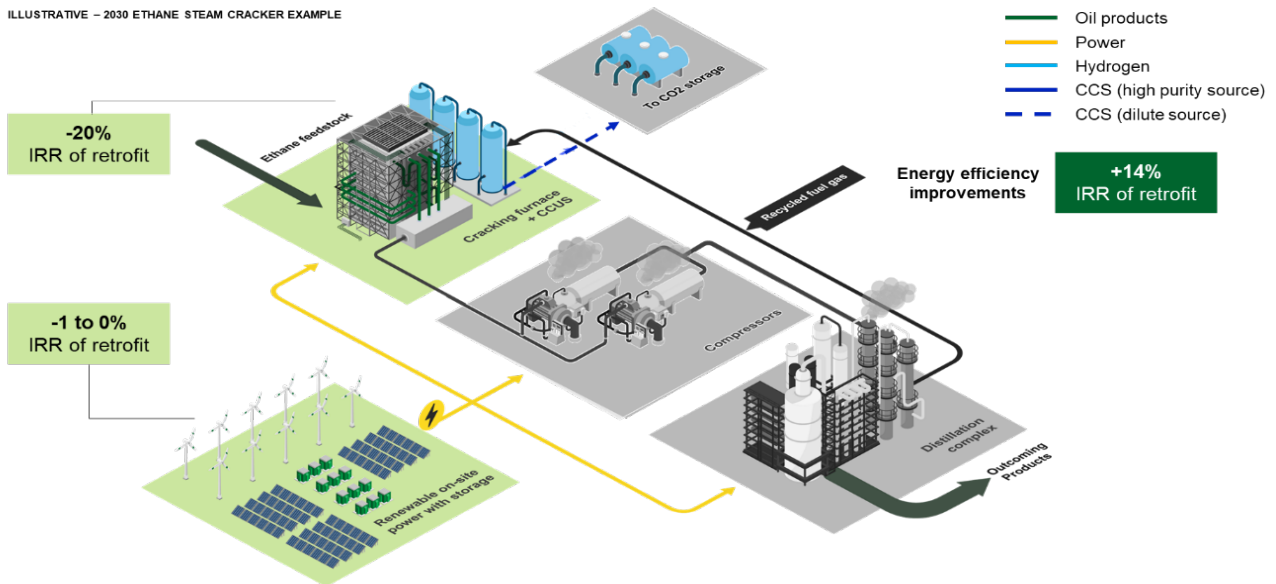 ILLUSTRATIVE – 2030 ETHANE STEAM CRACKER EXAMPLE
Oil products
Power
Hydrogen
CCS (high purity source)
CCS (dilute source)
To CO2 storage
-20%
IRR of retrofit
Ethane feedstock
Cracking furnace
+ CCUS
Recycled fuel gas
Energy efficiency
improvements
+14%
IRR of retrofit
Compressors
-1 to 0%
IRR of retrofit
Renewable on-site
power with storage
Distillation
complex
Outcoming
Products